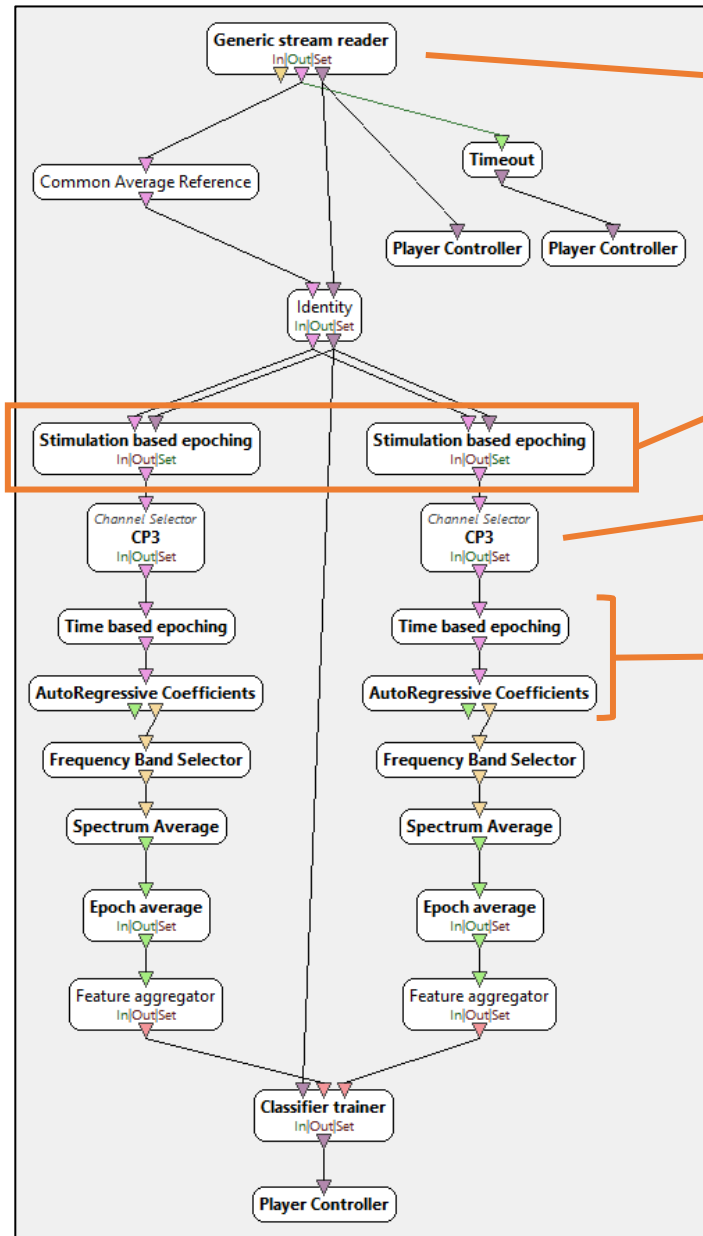 Generic stream reader
In|Out|Set
Timeout
Common Average Reference
Player Controller
Player Controller
Identity
In|Out|Set
Stimulation based epoching
In|Out|Set
Stimulation based epoching
In|Out|Set
Channel Selector
CP3
In|Out|Set
Channel Selector
CP3
In|Out|Set
Time based epoching
Time based epoching
AutoRegressive Coefficients
AutoRegressive Coefficients
Frequency Band Selector
Frequency Band Selector
Spectrum Average
Spectrum Average
Epoch average
In|Out|Set
Epoch average
In|Out|Set
Feature aggregator
In|Out|Set
Feature aggregator
In|Out|Set
Classifier trainer
In|Out|Set
Player Controller